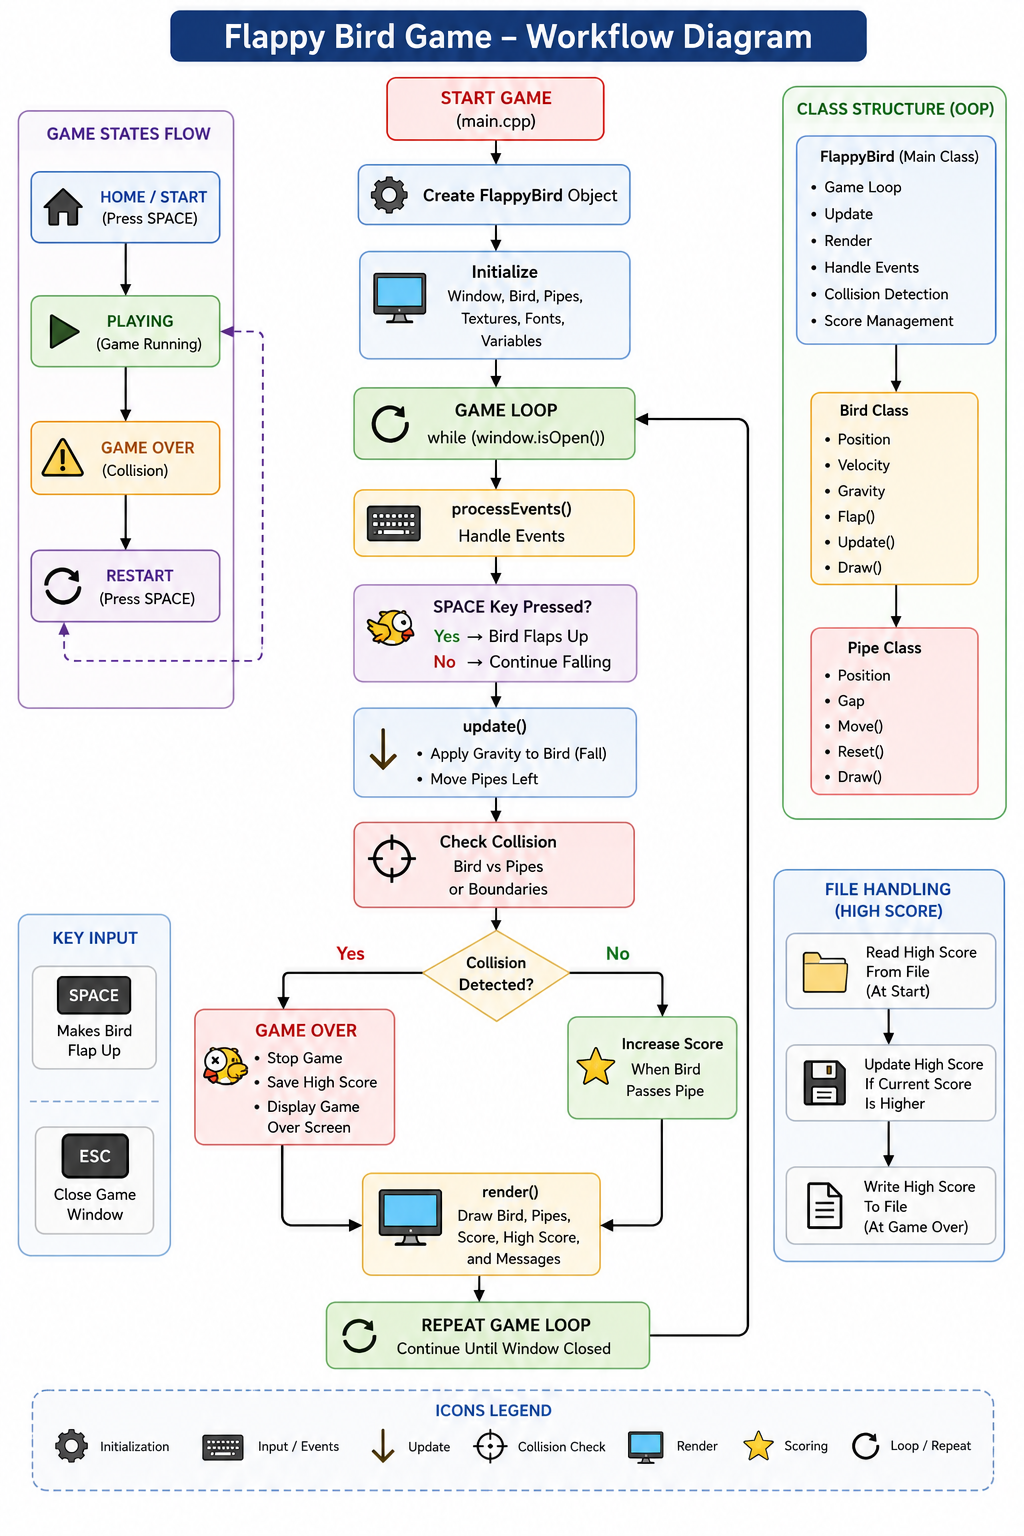 Flappy Bird Game – Workflow Diagram
GAME STATES FLOW
HOME / START
(Press SPACE)
PLAYING
(Game Running)
GAME OVER
(Collision)
RESTART
(Press SPACE)
START GAME
(main.cpp)
Create FlappyBird Object
Initialize
Window, Bird, Pipes,
Textures, Fonts,
Variables
GAME LOOP
while (window.isOpen())
processEvents()
Handle Events
SPACE Key Pressed?
Yes → Bird Flaps Up
No → Continue Falling
update()
• Apply Gravity to Bird (Fall)
• Move Pipes Left
Check Collision
Bird vs Pipes
or Boundaries
Collision
Detected?
Yes
No
GAME OVER
• Stop Game
• Save High Score
• Display Game
Over Screen
Increase Score
When Bird
Passes Pipe
render()
Draw Bird, Pipes,
Score, High Score,
and Messages
REPEAT GAME LOOP
Continue Until Window Closed
CLASS STRUCTURE (OOP)
FlappyBird (Main Class)
• Game Loop
• Update
• Render
• Handle Events
• Collision Detection
• Score Management
Bird Class
• Position
• Velocity
• Gravity
• Flap()
• Update()
• Draw()
Pipe Class
• Position
• Gap
• Move()
• Reset()
• Draw()
KEY INPUT
SPACE
Makes Bird
Flap Up
ESC
Close Game
Window
FILE HANDLING
(HIGH SCORE)
Read High Score
From File
(At Start)
Update High Score
If Current Score
Is Higher
Write High Score
To File
(At Game Over)
ICONS LEGEND
Initialization
Input / Events
Update
Collision Check
Render
Scoring
Loop / Repeat